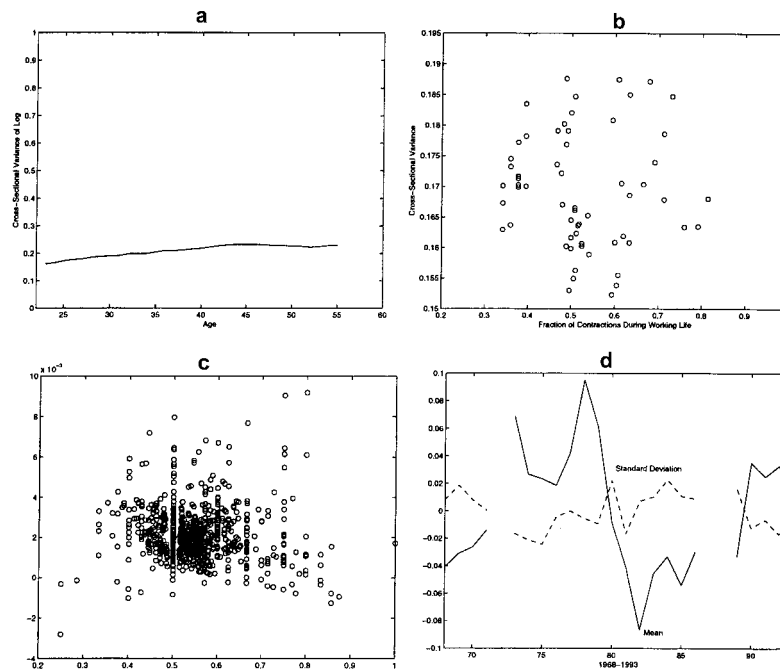 a
1
0.9
0.8
0.7
0.6
0.5
0.4
0.3
0.2
0.1
0
25 30 35 40 45 50 55 60
Age
Cross-Sectional Variance of Log
b
0.195
0.19
0.185
0.18
0.175
0.17
0.165
0.16
0.155
0.15
0.2 0.3 0.4 0.5 0.6 0.7 0.8 0.9
Fraction of Contractions During Working Life
Cross-Sectional Variance
c
x 10⁻³
10
8
6
4
2
0
-2
-4
0.2 0.3 0.4 0.5 0.6 0.7 0.8 0.9 1
d
0.1
0.08
0.06
0.04
0.02
0
-0.02
-0.04
-0.06
-0.08
-0.1
Standard Deviation
Mean
70 75 80 85 90
1968-1993